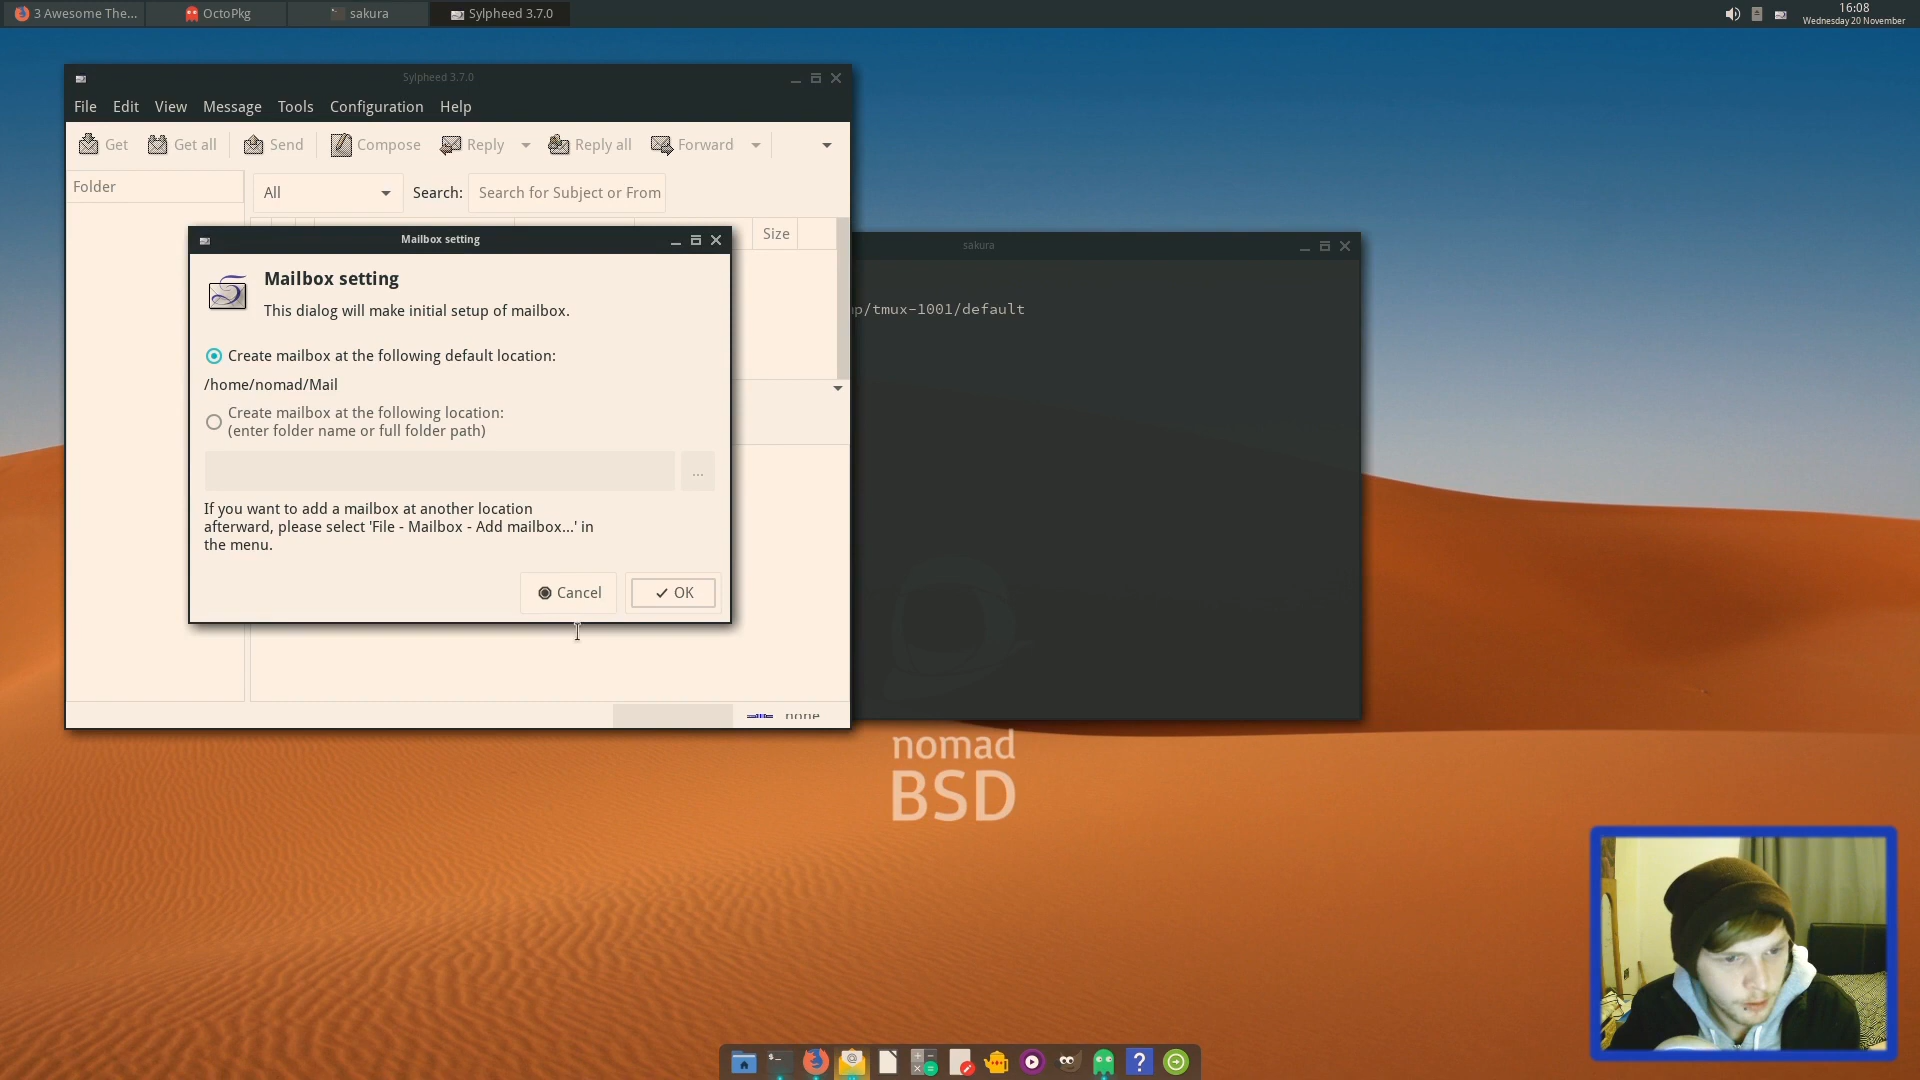 3 Awesome The...
OctoPkg
sakura
Sylpheed 3.7.0
16:08
Wednesday 20 November
Sylpheed 3.7.0
File Edit View Message Tools Configuration Help
Get Get all Send Compose Reply Reply all Forward
Folder
All
Search:
Search for Subject or From
Size
Mailbox setting
Mailbox setting
This dialog will make initial setup of mailbox.
Create mailbox at the following default location:
/home/nomad/Mail
Create mailbox at the following location:
(enter folder name or full folder path)
...
If you want to add a mailbox at another location
afterward, please select 'File - Mailbox - Add mailbox...' in
the menu.
Cancel
OK
none
sakura
p/tmux-1001/default
nomad
BSD